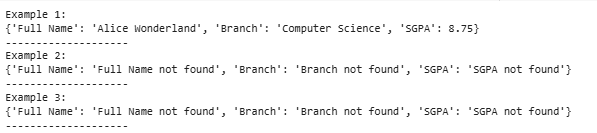 Example 1:
{'Full Name': 'Alice Wonderland', 'Branch': 'Computer Science', 'SGPA': 8.75}
--------------------
Example 2:
{'Full Name': 'Full Name not found', 'Branch': 'Branch not found', 'SGPA': 'SGPA not found'}
--------------------
Example 3:
{'Full Name': 'Full Name not found', 'Branch': 'Branch not found', 'SGPA': 'SGPA not found'}
--------------------